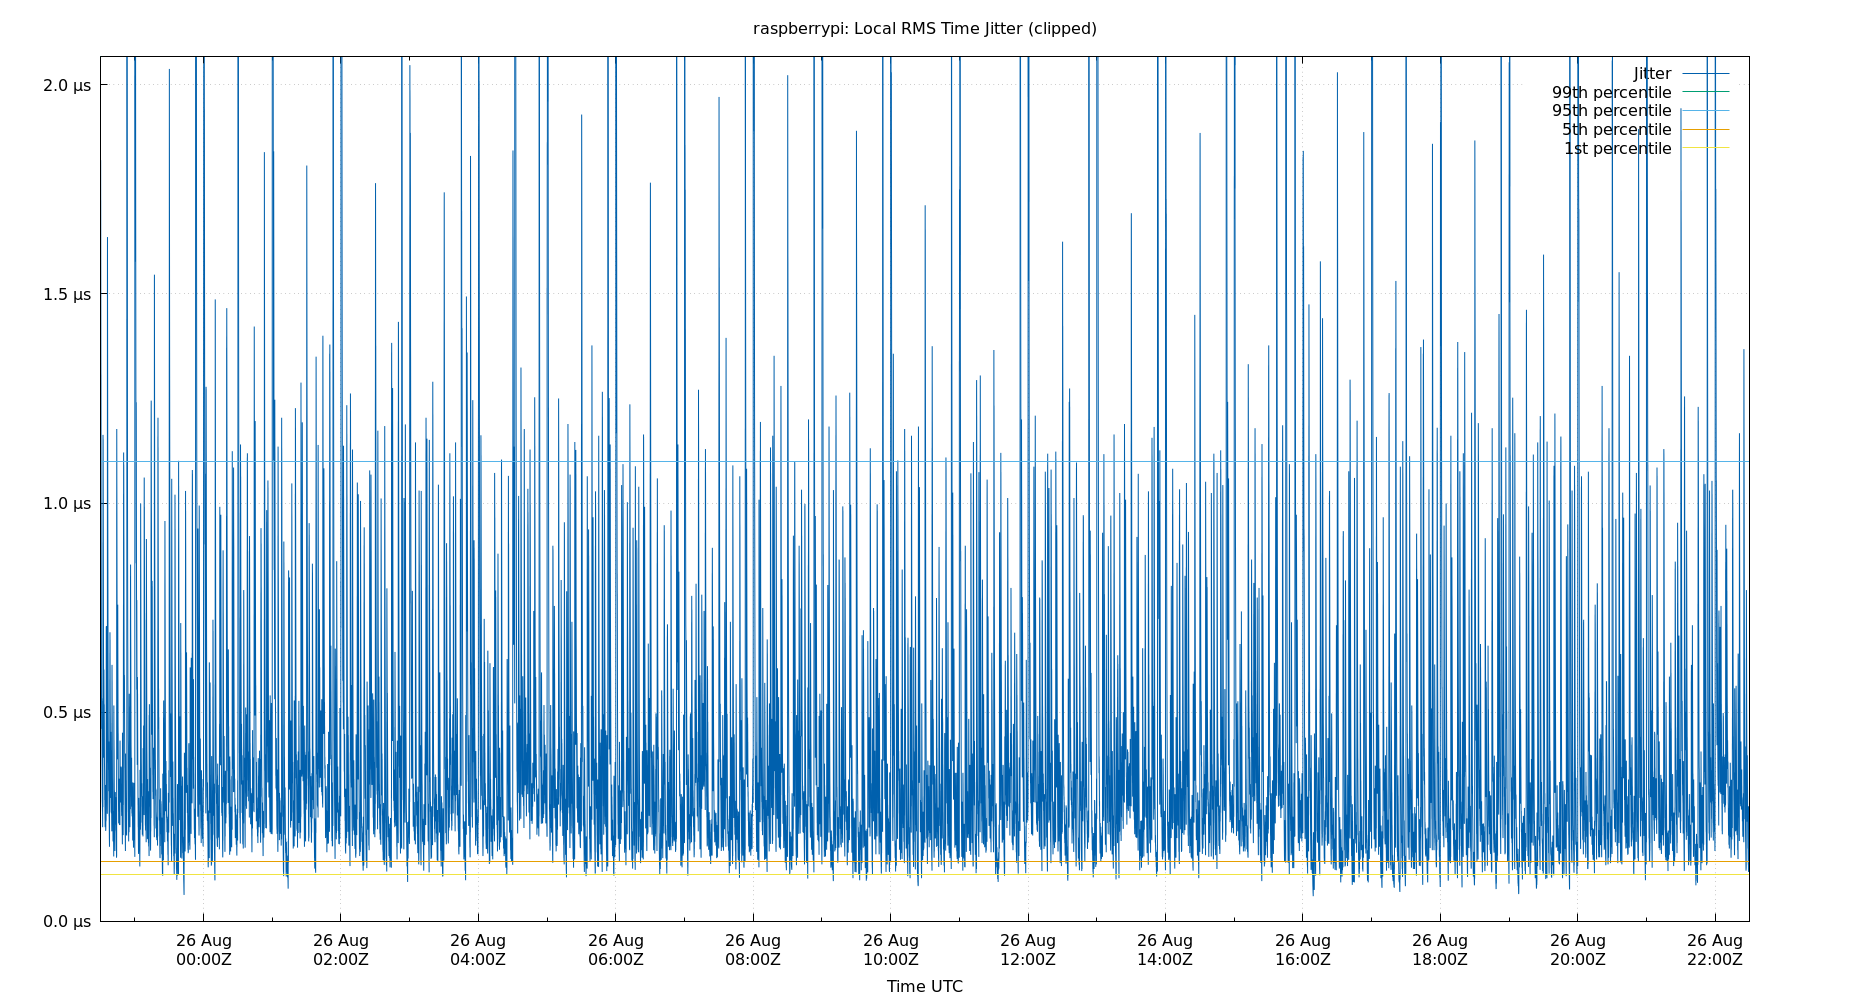 raspberrypi: Local RMS Time Jitter (clipped)
2.0 µs
1.5 µs
1.0 µs
0.5 µs
0.0 µs
Jitter
99th percentile
95th percentile
5th percentile
1st percentile
26 Aug 26 Aug 26 Aug 26 Aug 26 Aug 26 Aug 26 Aug 26 Aug 26 Aug 26 Aug 26 Aug 26 Aug
00:00Z 02:00Z 04:00Z 06:00Z 08:00Z 10:00Z 12:00Z 14:00Z 16:00Z 18:00Z 20:00Z 22:00Z
Time UTC